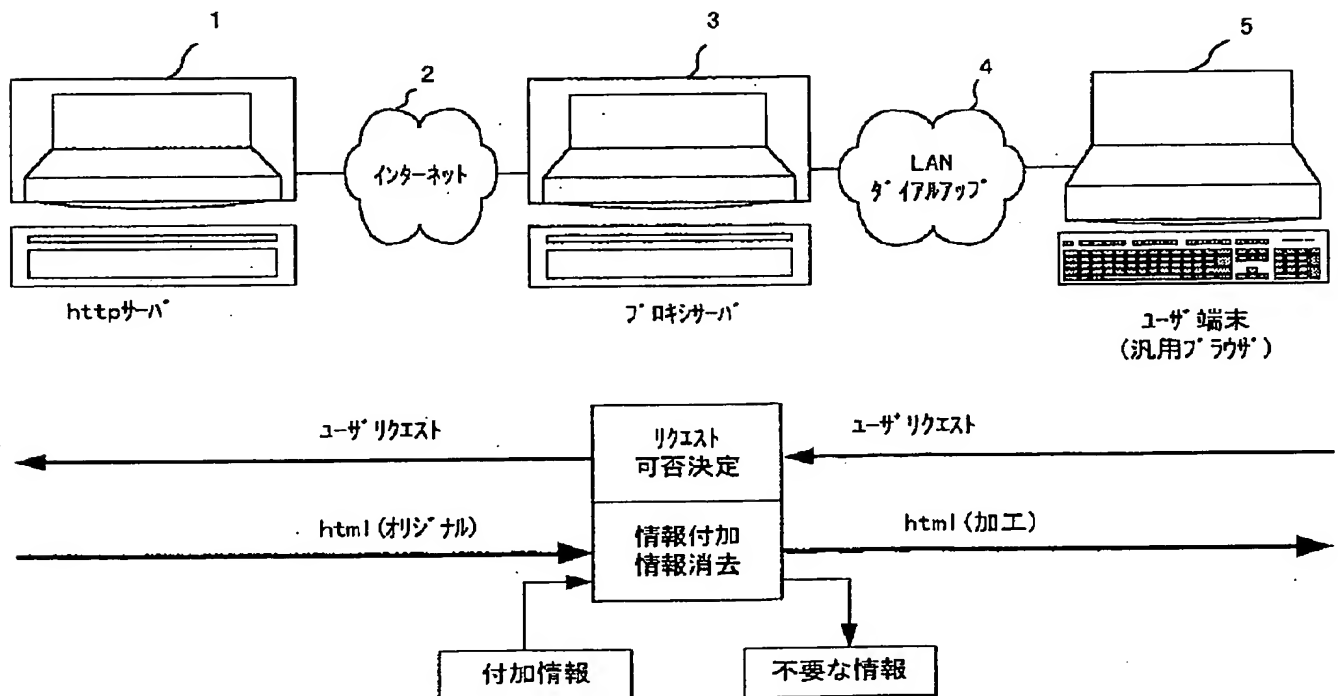 1
2
3
4
5
インターネット
LAN
ﾀﾞｲｱﾙｱｯﾌﾟ
httpｻｰﾊﾞ
ﾌﾟﾛｷｼｻｰﾊﾞ
ﾕｰｻﾞ端末
(汎用ﾌﾞﾗｳｻﾞ)
ﾕｰｻﾞﾘｸｴｽﾄ
ﾘｸｴｽﾄ
可否決定
ﾕｰｻﾞﾘｸｴｽﾄ
html(ｵﾘｼﾞﾅﾙ)
情報付加
情報消去
html(加工)
付加情報
不要な情報